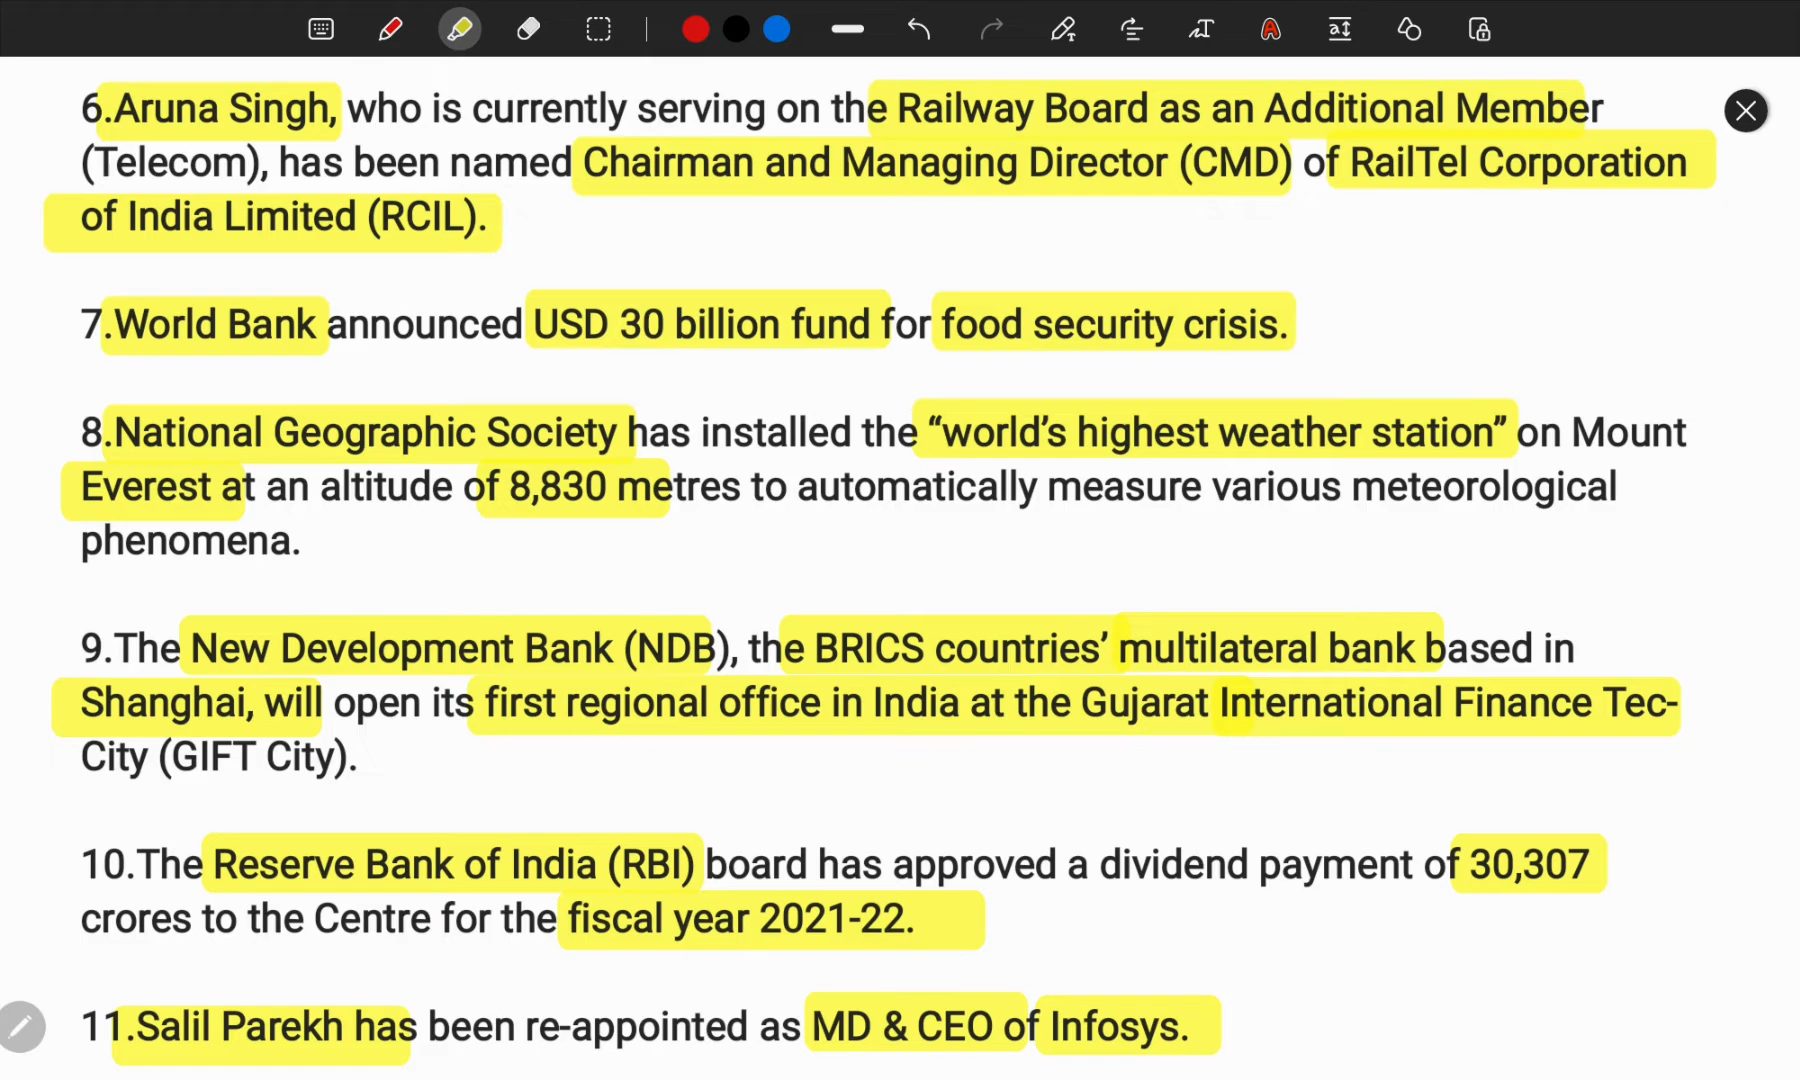 6.Aruna Singh, who is currently serving on the Railway Board as an Additional Member
(Telecom), has been named Chairman and Managing Director (CMD) of RailTel Corporation
of India Limited (RCIL).
7.World Bank announced USD 30 billion fund for food security crisis.
8.National Geographic Society has installed the “world’s highest weather station” on Mount
Everest at an altitude of 8,830 metres to automatically measure various meteorological
phenomena.
9.The New Development Bank (NDB), the BRICS countries’ multilateral bank based in
Shanghai, will open its first regional office in India at the Gujarat International Finance Tec-
City (GIFT City).
10.The Reserve Bank of India (RBI) board has approved a dividend payment of 30,307
crores to the Centre for the fiscal year 2021-22.
11.Salil Parekh has been re-appointed as MD & CEO of Infosys.